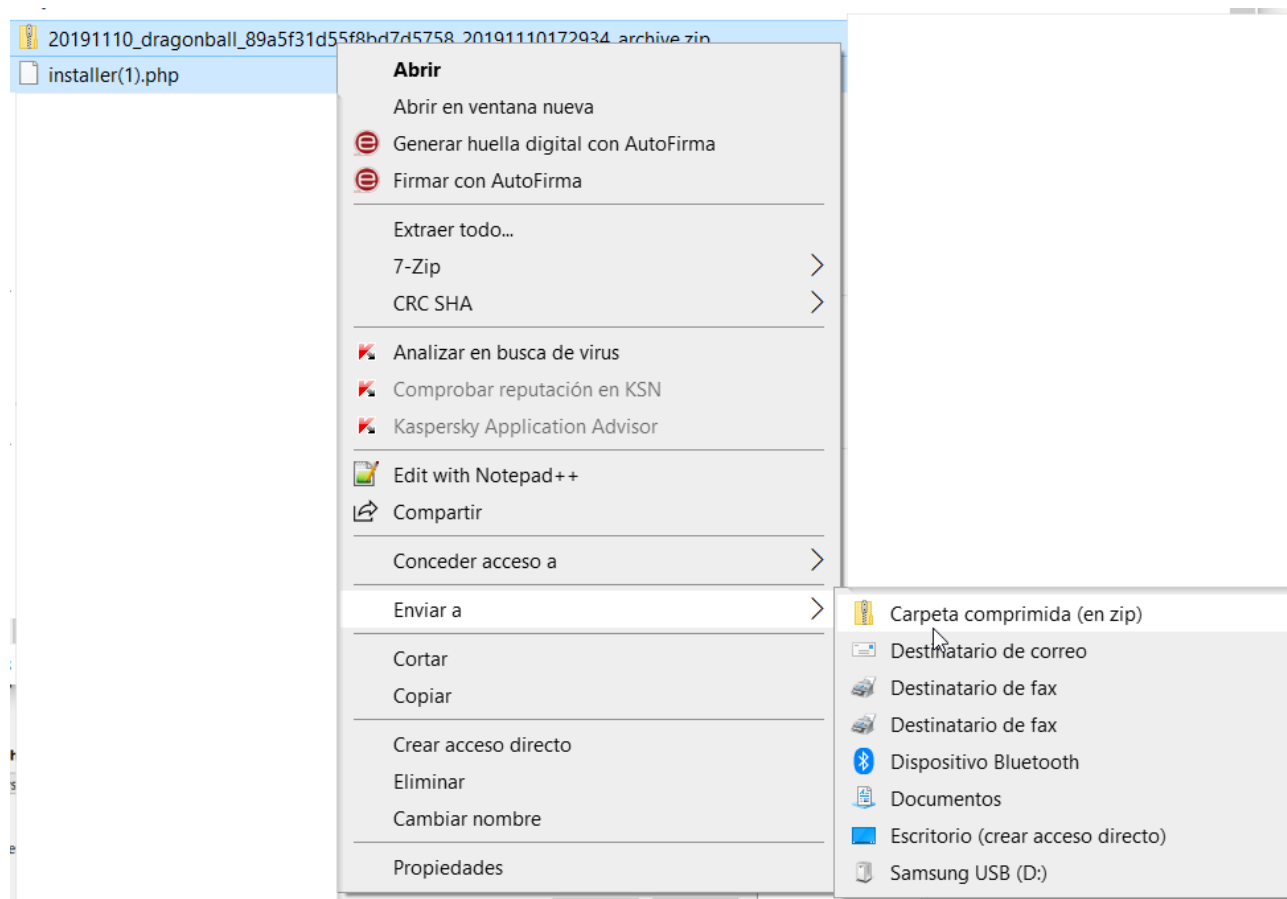 20191110_dragonball_89a5f31d55f8bd7d5758_20191110172934_archive.zip
installer(1).php
Abrir
Abrir en ventana nueva
Generar huella digital con AutoFirma
Firmar con AutoFirma
Extraer todo...
7-Zip
CRC SHA
Analizar en busca de virus
Comprobar reputación en KSN
Kaspersky Application Advisor
Edit with Notepad++
Compartir
Conceder acceso a
Enviar a
Cortar
Copiar
Crear acceso directo
Eliminar
Cambiar nombre
Propiedades
Carpeta comprimida (en zip)
Destinatario de correo
Destinatario de fax
Destinatario de fax
Dispositivo Bluetooth
Documentos
Escritorio (crear acceso directo)
Samsung USB (D:)